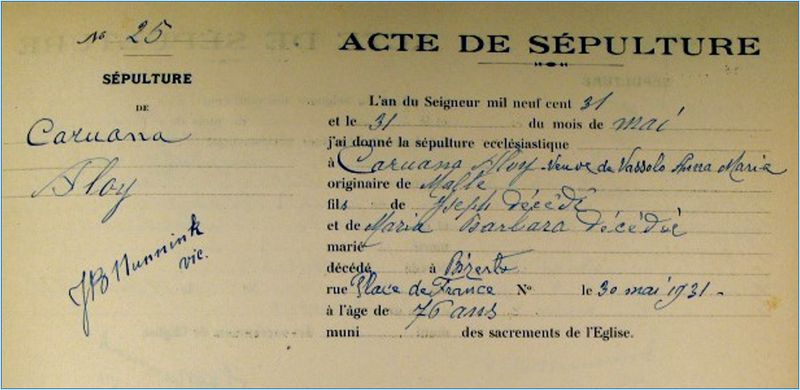 No 25
ACTE DE SÉPULTURE
SÉPULTURE
DE
Caruana
Aloy
JB Hunnink
vic.
L'an du Seigneur mil neuf cent 31
et le 31 du mois de mai
j'ai donné la sépulture ecclésiastique
à Caruana Aloy Veuve de Vassolo Anna Maria
originaire de Malte
fils de Joseph décédé
et de Maria Barbara décédée
marié
décédé à Bizerte
rue Place de France No le 30 mai 1931-
à l'âge de 76 ans
muni des sacrements de l'Eglise.